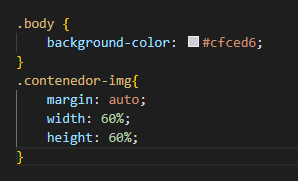 .body {
    background-color: #cfced6;
}
.contenedor-img{
    margin: auto;
    width: 60%;
    height: 60%;
}